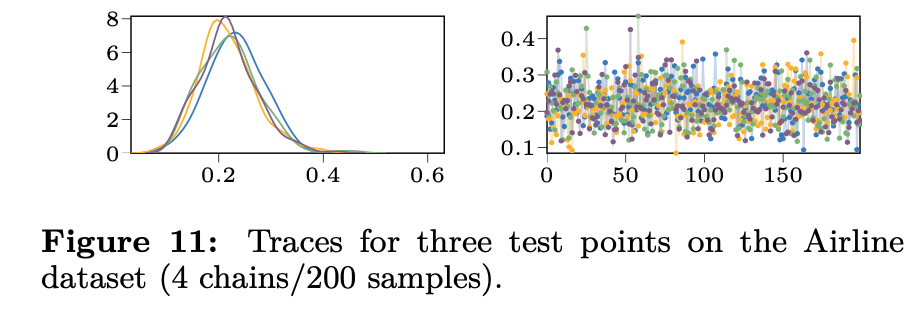 8
6
4
2
0
0.2 0.4 0.6
0.4
0.3
0.2
0.1
0 50 100 150
Figure 11: Traces for three test points on the Airline
dataset (4 chains/200 samples).